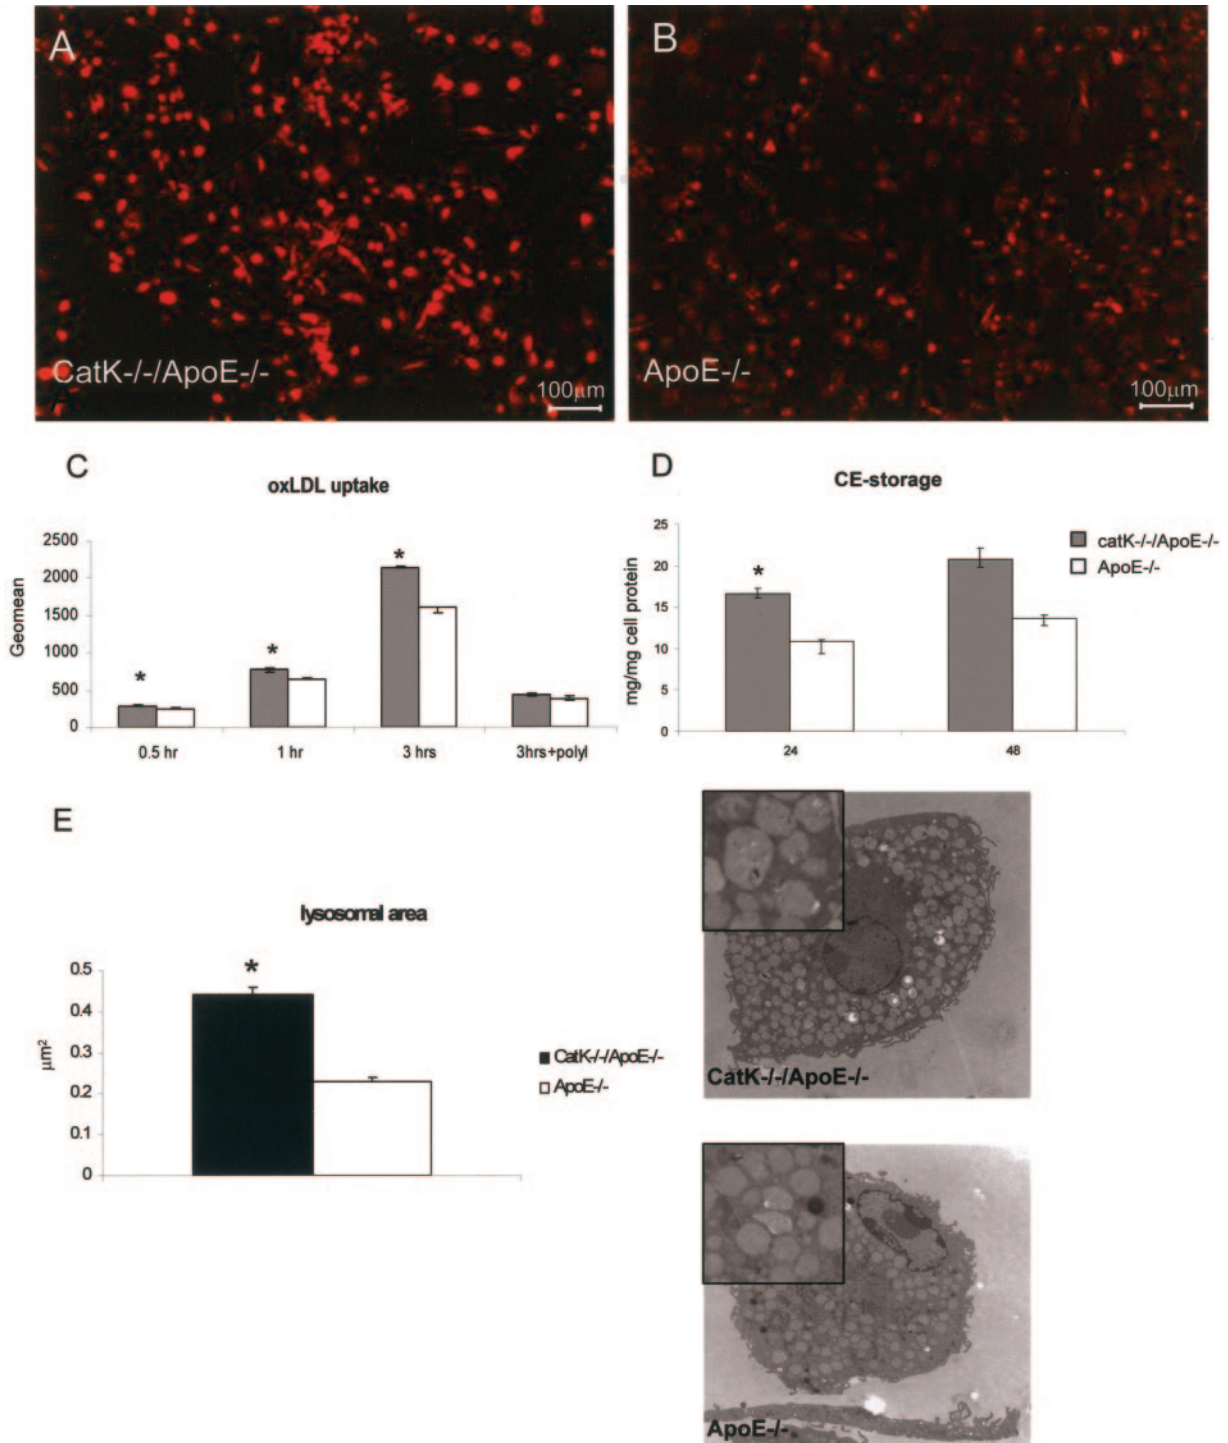 A
B
CatK-/-/ApoE-/-
100µm
ApoE-/-
100µm
C
D
oxLDL uptake
CE-storage
2500
2000
1500
1000
500
0
Geomean
*
*
*
0.5 hr
1 hr
3 hrs
3hrs+polyI
25
20
15
10
5
0
mg/mg cell protein
*
24
48
catK-/-/ApoE-/-
ApoE-/-
E
lysosomal area
0.5
0.4
0.3
0.2
0.1
0
µm²
*
CatK-/-/ApoE-/-
ApoE-/-
CatK-/-/ApoE-/-
ApoE-/-